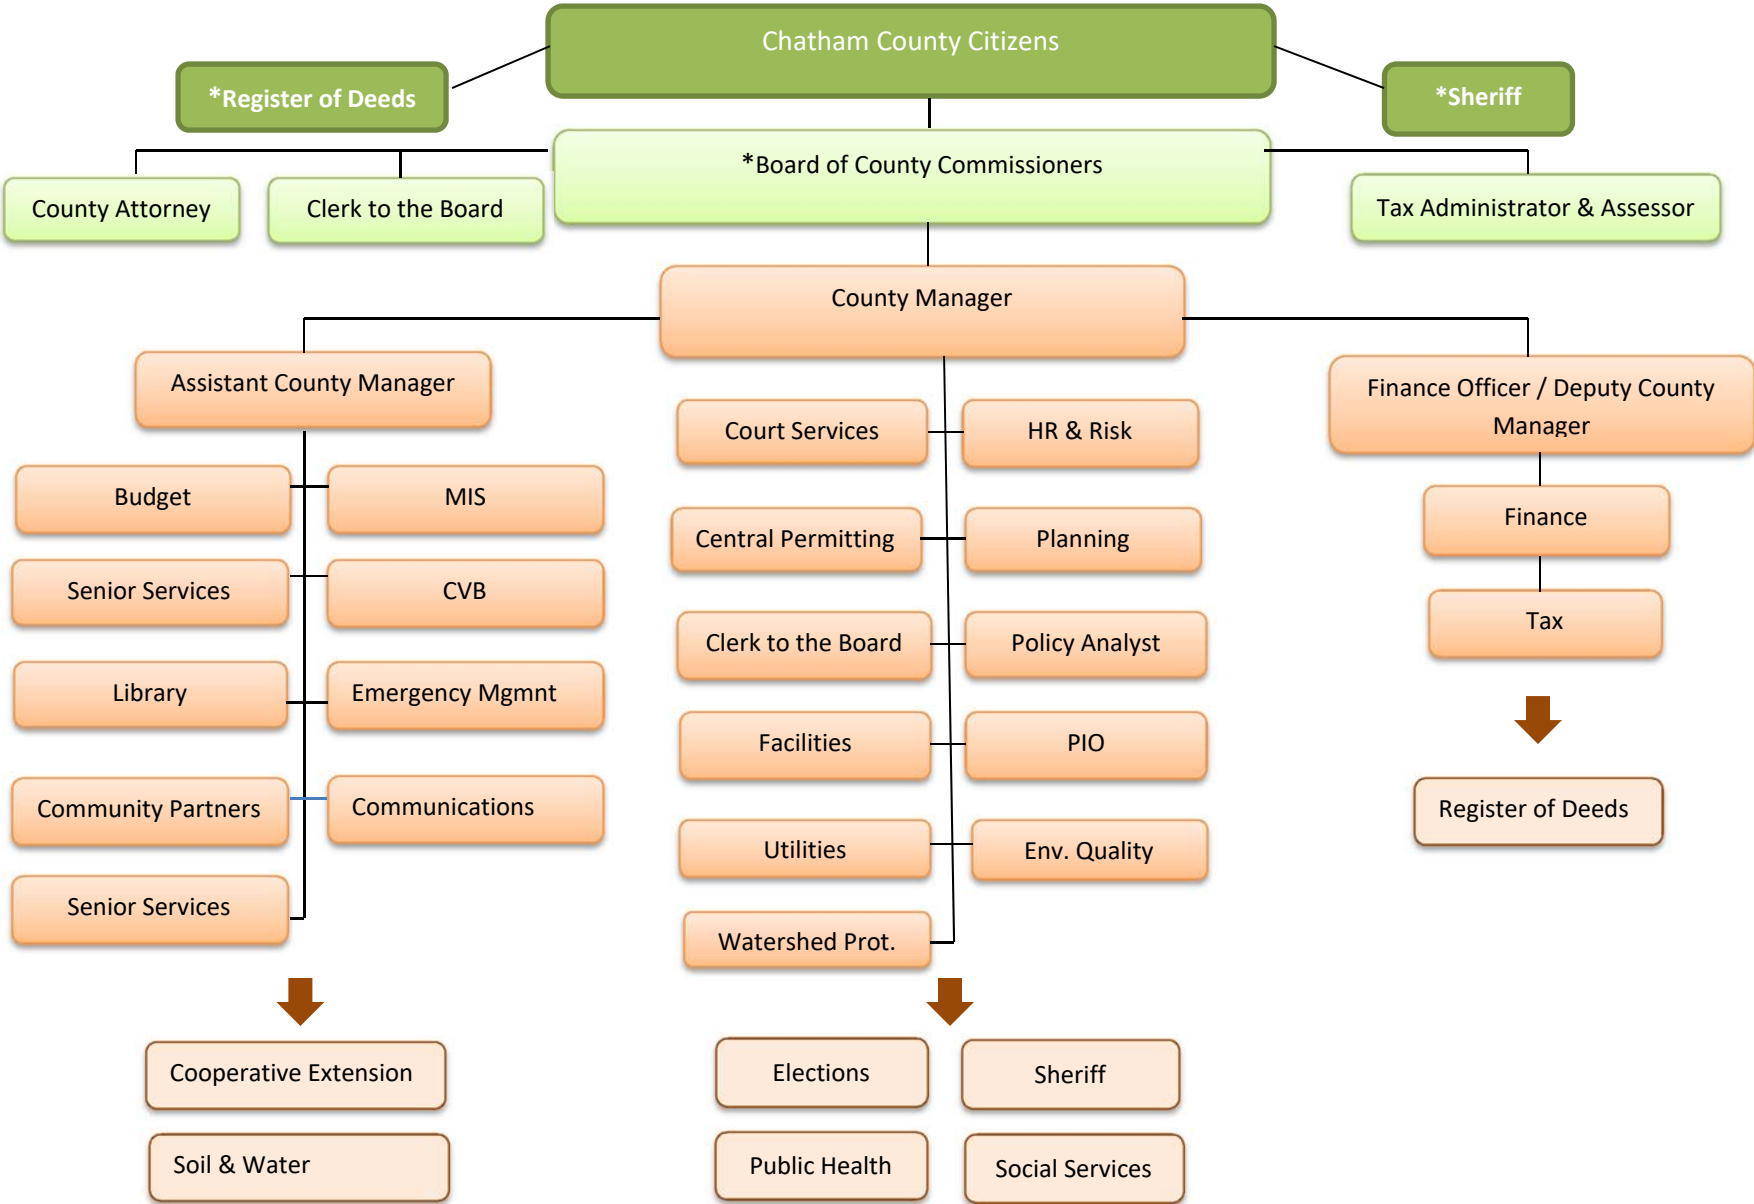 Chatham County Citizens
*Register of Deeds
*Sheriff
*Board of County Commissioners
County Attorney
Clerk to the Board
Tax Administrator & Assessor
County Manager
Assistant County Manager
Finance Officer / Deputy County
Manager
Court Services
HR & Risk
Budget
MIS
Finance
Central Permitting
Planning
Senior Services
CVB
Tax
Clerk to the Board
Policy Analyst
Library
Emergency Mgmnt
Facilities
PIO
Community Partners
Communications
Register of Deeds
Utilities
Env. Quality
Senior Services
Watershed Prot.
Cooperative Extension
Elections
Sheriff
Soil & Water
Public Health
Social Services